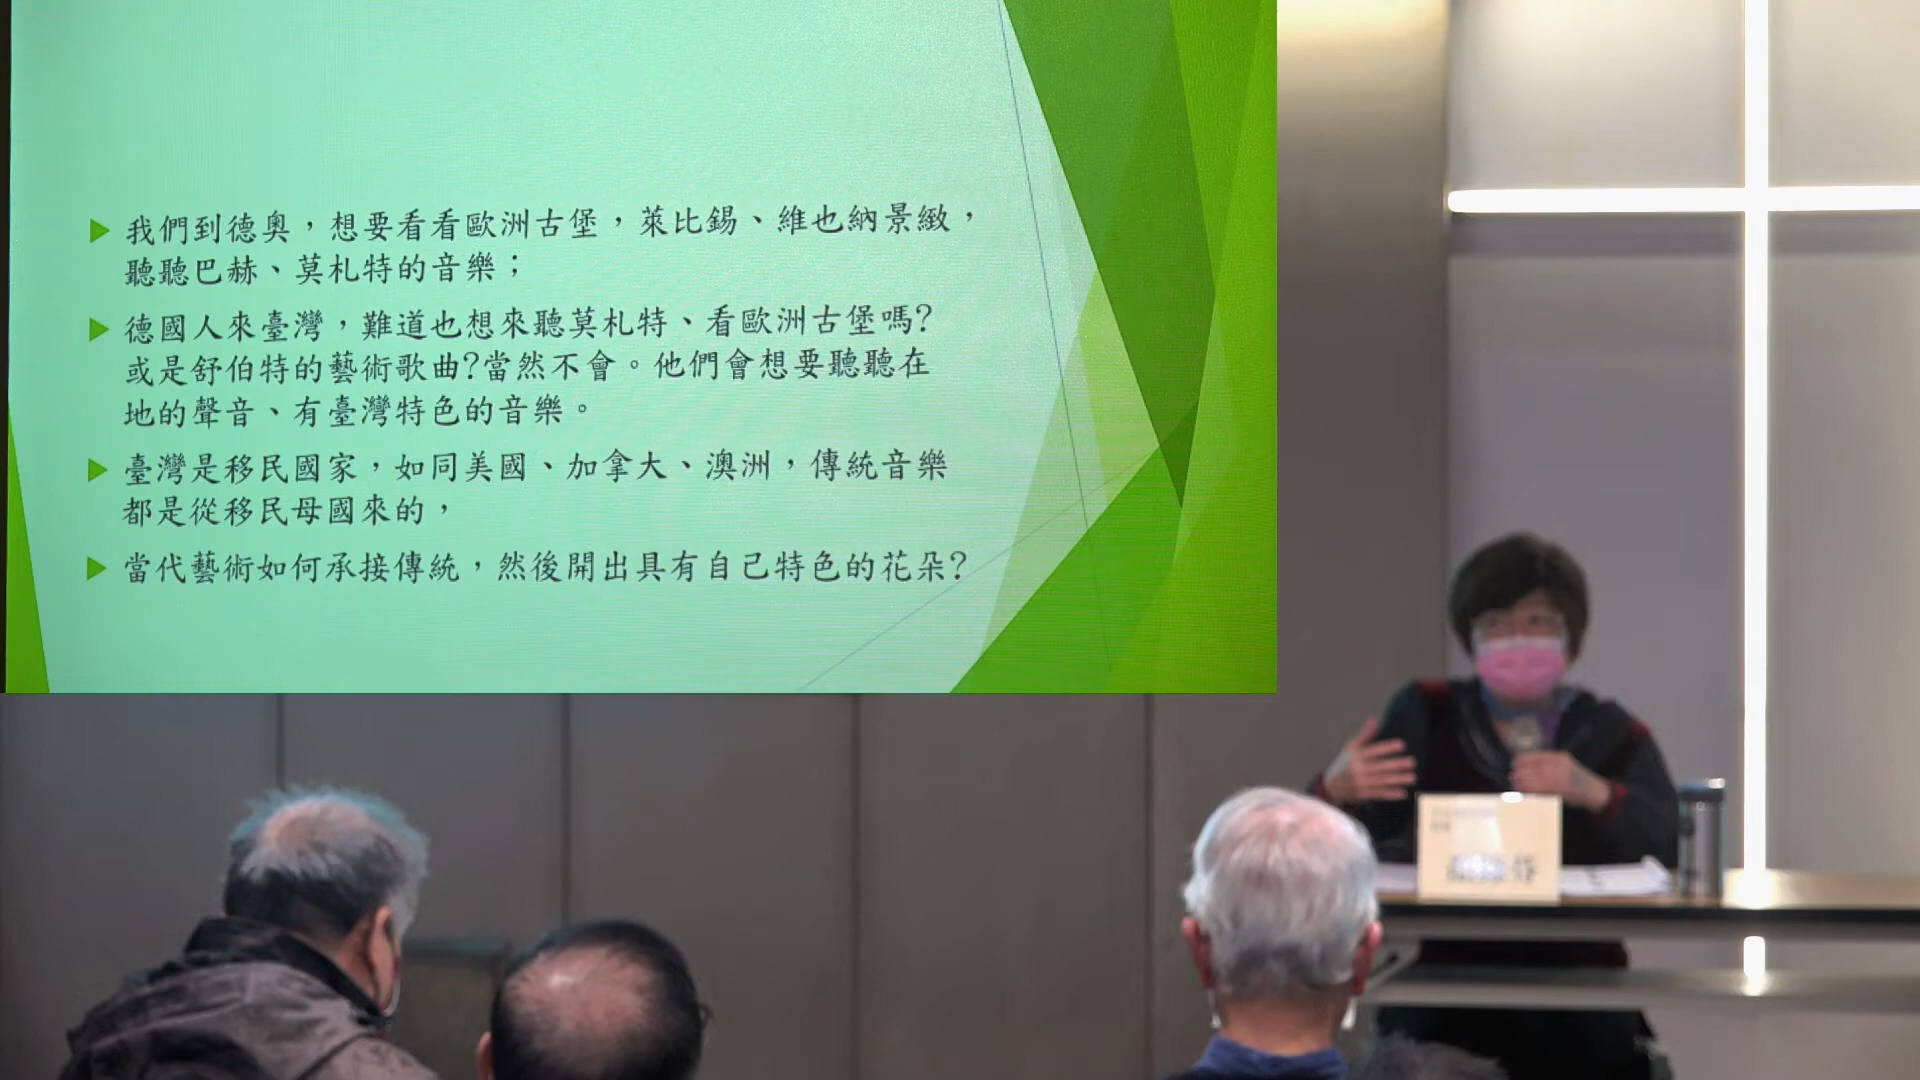 我們到德奧，想要看看歐洲古堡，萊比錫、維也納景緻，
聽聽巴赫、莫札特的音樂；
德國人來臺灣，難道也想來聽莫札特、看歐洲古堡嗎?
或是舒伯特的藝術歌曲?當然不會。他們會想要聽聽在
地的聲音、有臺灣特色的音樂。
臺灣是移民國家，如同美國、加拿大、澳洲，傳統音樂
都是從移民母國來的，
當代藝術如何承接傳統，然後開出具有自己特色的花朵?